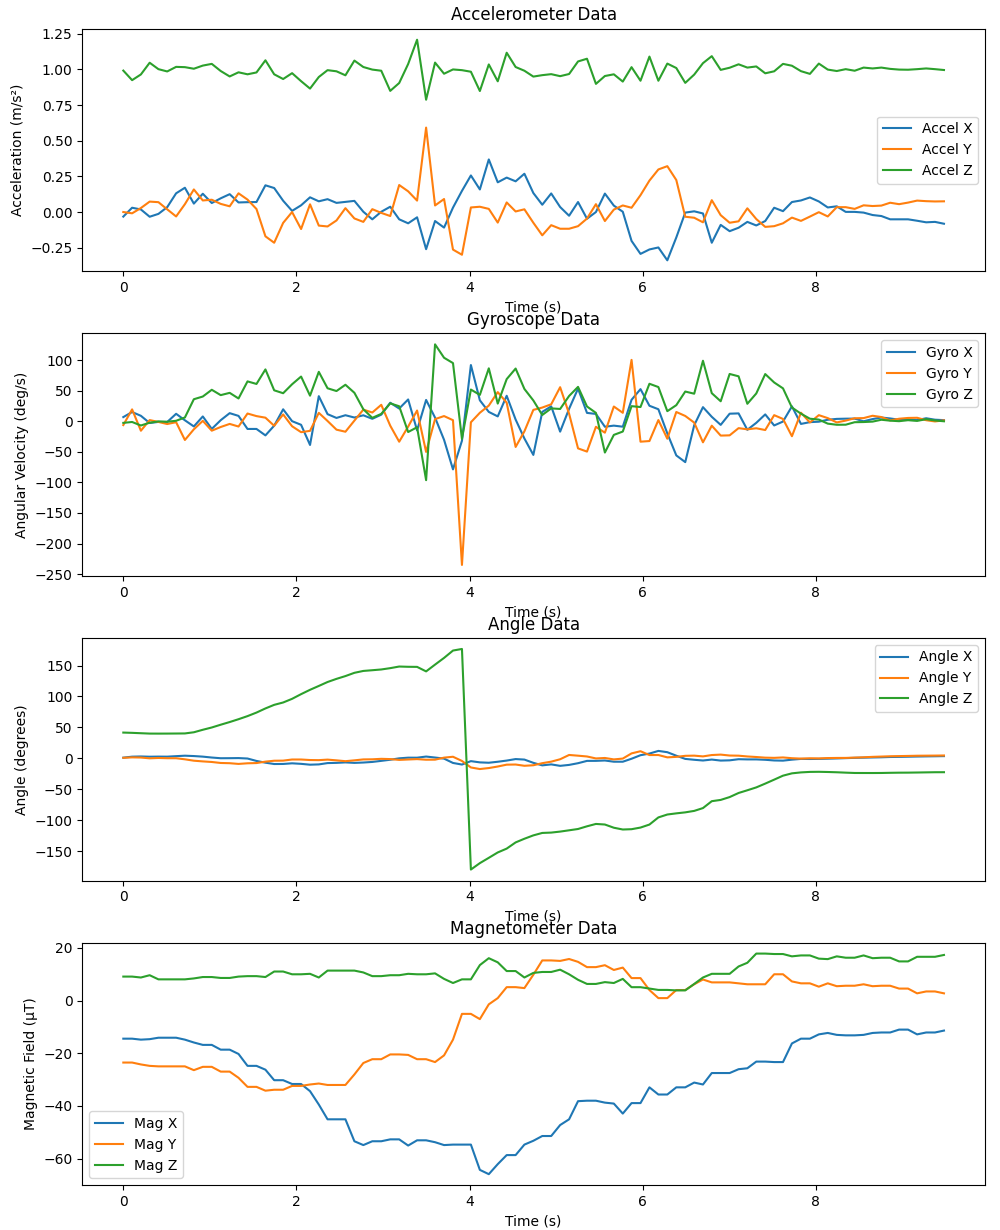 Accelerometer Data
Acceleration (m/s²)
1.25
1.00
0.75
0.50
0.25
0.00
−0.25
Accel X
Accel Y
Accel Z
0 2 4 6 8
Time (s)
Gyroscope Data
Angular Velocity (deg/s)
100
50
0
−50
−100
−150
−200
−250
Gyro X
Gyro Y
Gyro Z
0 2 4 6 8
Time (s)
Angle Data
Angle (degrees)
150
100
50
0
−50
−100
−150
Angle X
Angle Y
Angle Z
0 2 4 6 8
Time (s)
Magnetometer Data
Magnetic Field (μT)
20
0
−20
−40
−60
Mag X
Mag Y
Mag Z
0 2 4 6 8
Time (s)